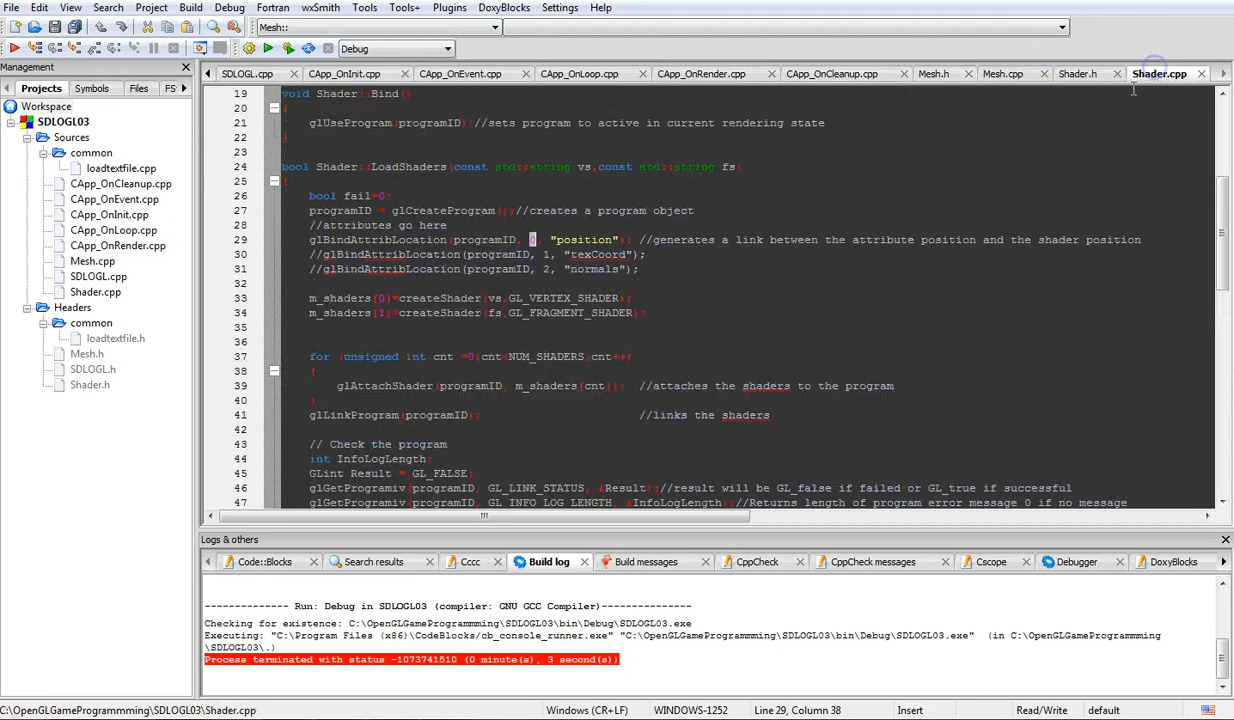 File Edit View Search Project Build Debug Fortran wxSmith Tools Tools+ Plugins DoxyBlocks Settings Help
Mesh::
Debug
Management
Projects Symbols Files FS
Workspace
SDLOGL03
Sources
common
loadtextfile.cpp
CApp_OnCleanup.cpp
CApp_OnEvent.cpp
CApp_OnInit.cpp
CApp_OnLoop.cpp
CApp_OnRender.cpp
Mesh.cpp
SDLOGL.cpp
Shader.cpp
Headers
common
loadtextfile.h
Mesh.h
SDLOGL.h
Shader.h
SDLOGL.cpp CApp_OnInit.cpp CApp_OnEvent.cpp CApp_OnLoop.cpp CApp_OnRender.cpp CApp_OnCleanup.cpp Mesh.h Mesh.cpp Shader.h Shader.cpp
19 void Shader::Bind()
20 {
21 glUseProgram(programID);//sets program to active in current rendering state
22 }
23
24 bool Shader::LoadShaders(const std::string vs,const std::string fs)
25 {
26 bool fail=0;
27 programID = glCreateProgram();//creates a program object
28 //attributes go here
29 glBindAttribLocation(programID, 0, "position"); //generates a link between the attribute position and the shader position
30 //glBindAttribLocation(programID, 1, "texCoord");
31 //glBindAttribLocation(programID, 2, "normals");
32
33 m_shaders[0]=createShader(vs,GL_VERTEX_SHADER);
34 m_shaders[1]=createShader(fs,GL_FRAGMENT_SHADER);
35
36
37 for (unsigned int cnt =0;cnt<NUM_SHADERS;cnt++)
38 {
39 glAttachShader(programID, m_shaders[cnt]); //attaches the shaders to the program
40 }
41 glLinkProgram(programID); //links the shaders
42
43 // Check the program
44 int InfoLogLength;
45 GLint Result = GL_FALSE;
46 glGetProgramiv(programID, GL_LINK_STATUS, &Result);//result will be GL_false if failed or GL_true if successful
47 glGetProgramiv(programID, GL_INFO_LOG_LENGTH, &InfoLogLength);//Returns length of program error message 0 if no message
Logs & others
Code::Blocks Search results Cccc Build log Build messages CppCheck CppCheck messages Cscope Debugger DoxyBlocks
-------------- Run: Debug in SDLOGL03 (compiler: GNU GCC Compiler)---------------
Checking for existence: C:\OpenGLGameProgrammming\SDLOGL03\bin\Debug\SDLOGL03.exe
Executing: "C:\Program Files (x86)\CodeBlocks/cb_console_runner.exe" "C:\OpenGLGameProgrammming\SDLOGL03\bin\Debug\SDLOGL03.exe" (in C:\OpenGLGameProgrammming
\SDLOGL03\.)
Process terminated with status -1073741510 (0 minute(s), 3 second(s))
C:\OpenGLGameProgrammming\SDLOGL03\Shader.cpp Windows (CR+LF) WINDOWS-1252 Line 29, Column 38 Insert Read/Write default